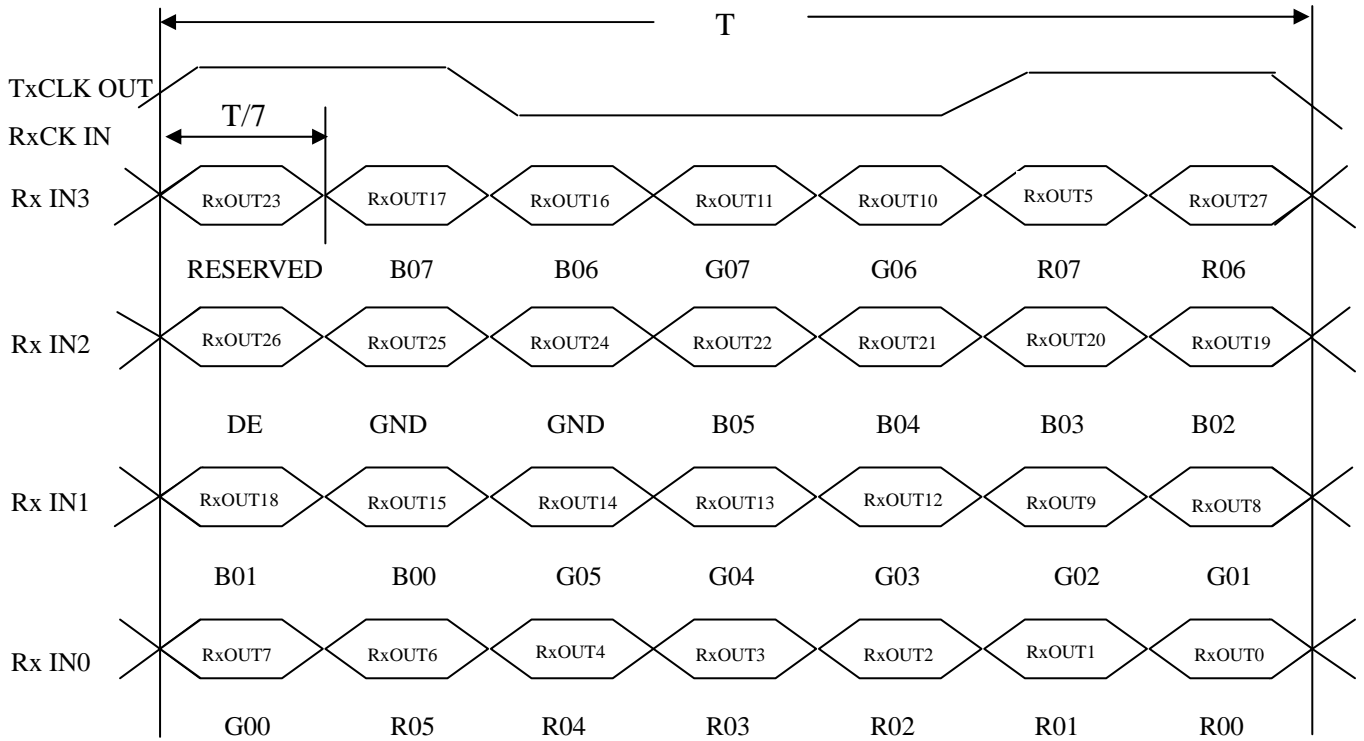 T
TxCLK OUT
T/7
RxCK IN
Rx IN3 RxOUT23 RxOUT17 RxOUT16 RxOUT11 RxOUT10 RxOUT5 RxOUT27
RESERVED B07 B06 G07 G06 R07 R06
Rx IN2 RxOUT26 RxOUT25 RxOUT24 RxOUT22 RxOUT21 RxOUT20 RxOUT19
DE GND GND B05 B04 B03 B02
Rx IN1 RxOUT18 RxOUT15 RxOUT14 RxOUT13 RxOUT12 RxOUT9 RxOUT8
B01 B00 G05 G04 G03 G02 G01
Rx IN0 RxOUT7 RxOUT6 RxOUT4 RxOUT3 RxOUT2 RxOUT1 RxOUT0
G00 R05 R04 R03 R02 R01 R00